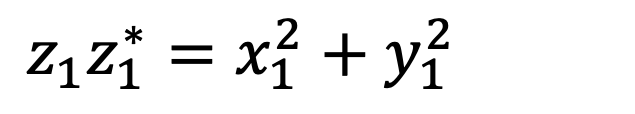 z₁z₁* = x₁² + y₁²